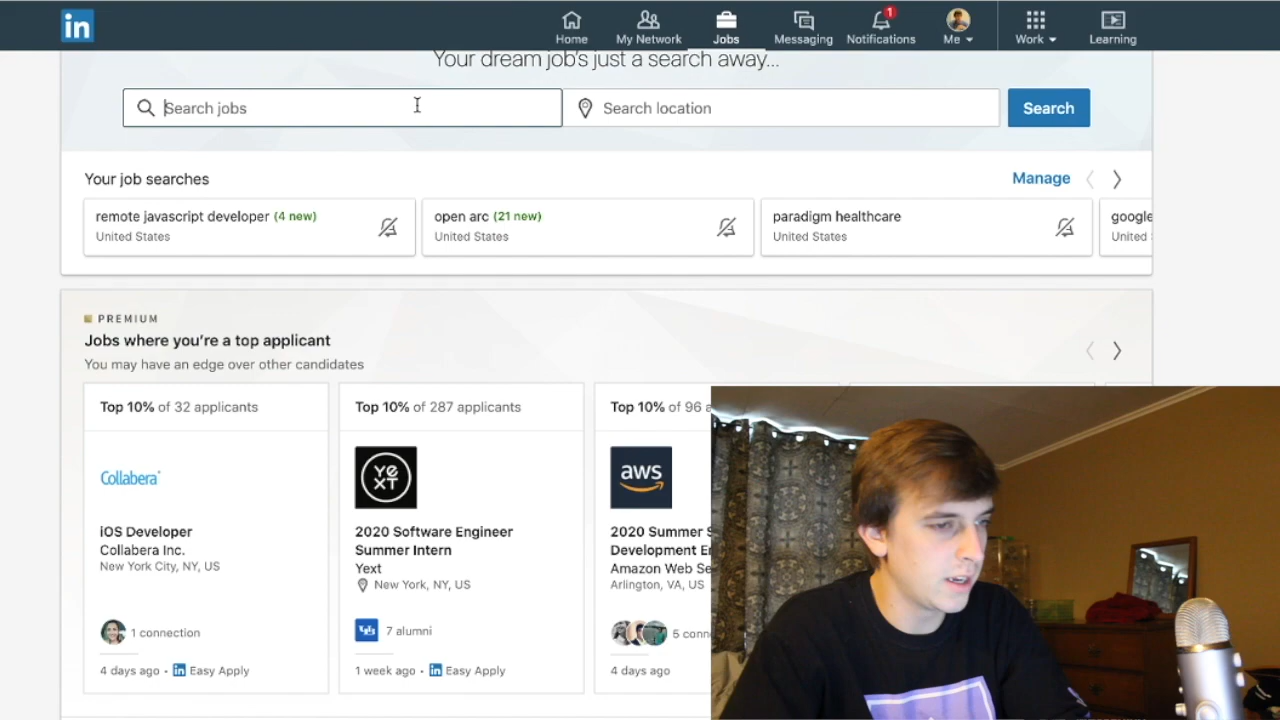 in
Home
My Network
Jobs
Messaging
1
Notifications
Me
Work
Learning
Your dream job's just a search away...
Search jobs
Search location
Search
Your job searches
Manage
remote javascript developer (4 new)
United States
open arc (21 new)
United States
paradigm healthcare
United States
google
United
PREMIUM
Jobs where you're a top applicant
You may have an edge over other candidates
Top 10% of 32 applicants
Collabera
iOS Developer
Collabera Inc.
New York City, NY, US
1 connection
4 days ago • in Easy Apply
Top 10% of 287 applicants
YEXT
2020 Software Engineer
Summer Intern
Yext
New York, NY, US
7 alumni
1 week ago • in Easy Apply
Top 10% of 96 a
aws
2020 Summer S
Development E
Amazon Web Se
Arlington, VA, US
5 conn
4 days ago